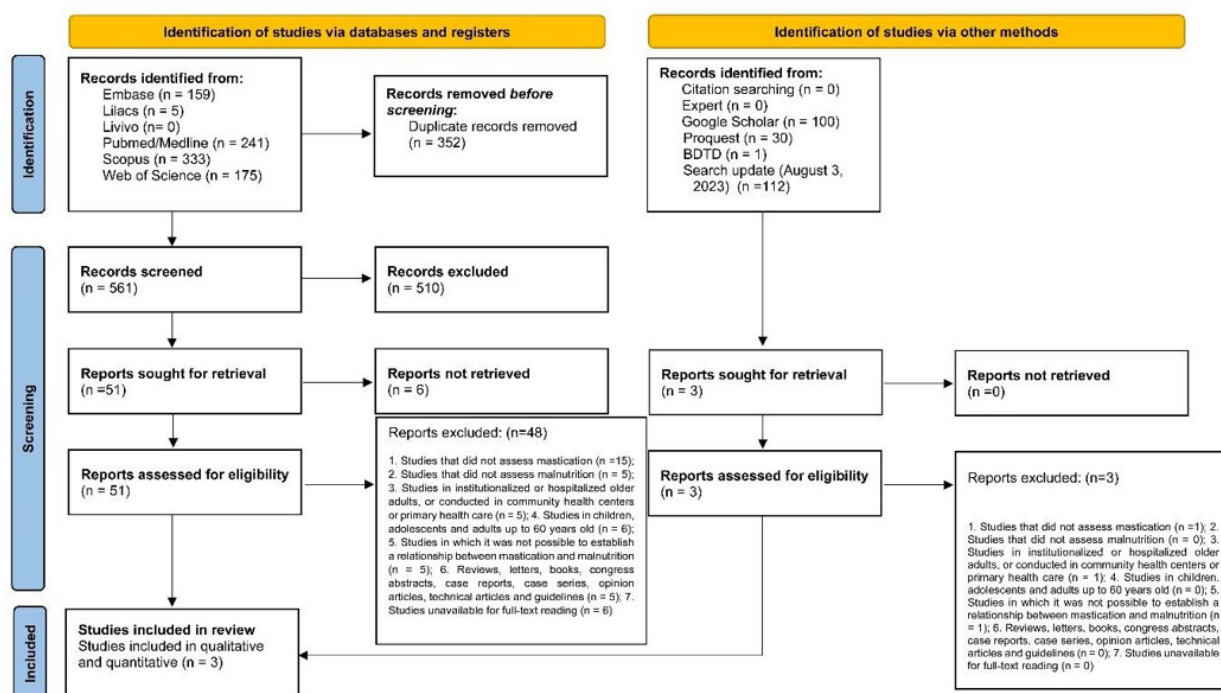 Identification of studies via databases and registers
Identification of studies via other methods
Identification
Records identified from:
Embase (n = 159)
Lilacs (n = 5)
Livivo (n= 0)
Pubmed/Medline (n = 241)
Scopus (n = 333)
Web of Science (n = 175)
Records removed before
screening:
Duplicate records removed
(n = 352)
Records identified from:
Citation searching (n = 0)
Expert (n = 0)
Google Scholar (n = 100)
Proquest (n = 30)
BDTD (n = 1)
Search update (August 3,
2023) (n =112)
Screening
Records screened
(n = 561)
Records excluded
(n = 510)
Reports sought for retrieval
(n =51)
Reports not retrieved
(n = 6)
Reports sought for retrieval
(n = 3)
Reports not retrieved
(n =0)
Reports assessed for eligibility
(n = 51)
Reports excluded: (n=48)
1. Studies that did not assess mastication (n =15);
2. Studies that did not assess malnutrition (n = 5);
3. Studies in institutionalized or hospitalized older
adults, or conducted in community health centers
or primary health care (n = 5); 4. Studies in children,
adolescents and adults up to 60 years old (n = 6);
5. Studies in which it was not possible to establish
a relationship between mastication and malnutrition
(n = 5); 6. Reviews, letters, books, congress
abstracts, case reports, case series, opinion
articles, technical articles and guidelines (n = 5); 7.
Studies unavailable for full-text reading (n = 6)
Reports assessed for eligibility
(n = 3)
Reports excluded: (n=3)
1. Studies that did not assess mastication (n =1); 2.
Studies that did not assess malnutrition (n = 0); 3.
Studies in institutionalized or hospitalized older
adults, or conducted in community health centers or
primary health care (n = 1); 4. Studies in children,
adolescents and adults up to 60 years old (n = 0); 5.
Studies in which it was not possible to establish a
relationship between mastication and malnutrition (n
= 1); 6. Reviews, letters, books, congress abstracts,
case reports, case series, opinion articles, technical
articles and guidelines (n = 0); 7. Studies unavailable
for full-text reading (n = 0)
Included
Studies included in review
Studies included in qualitative
and quantitative (n = 3)